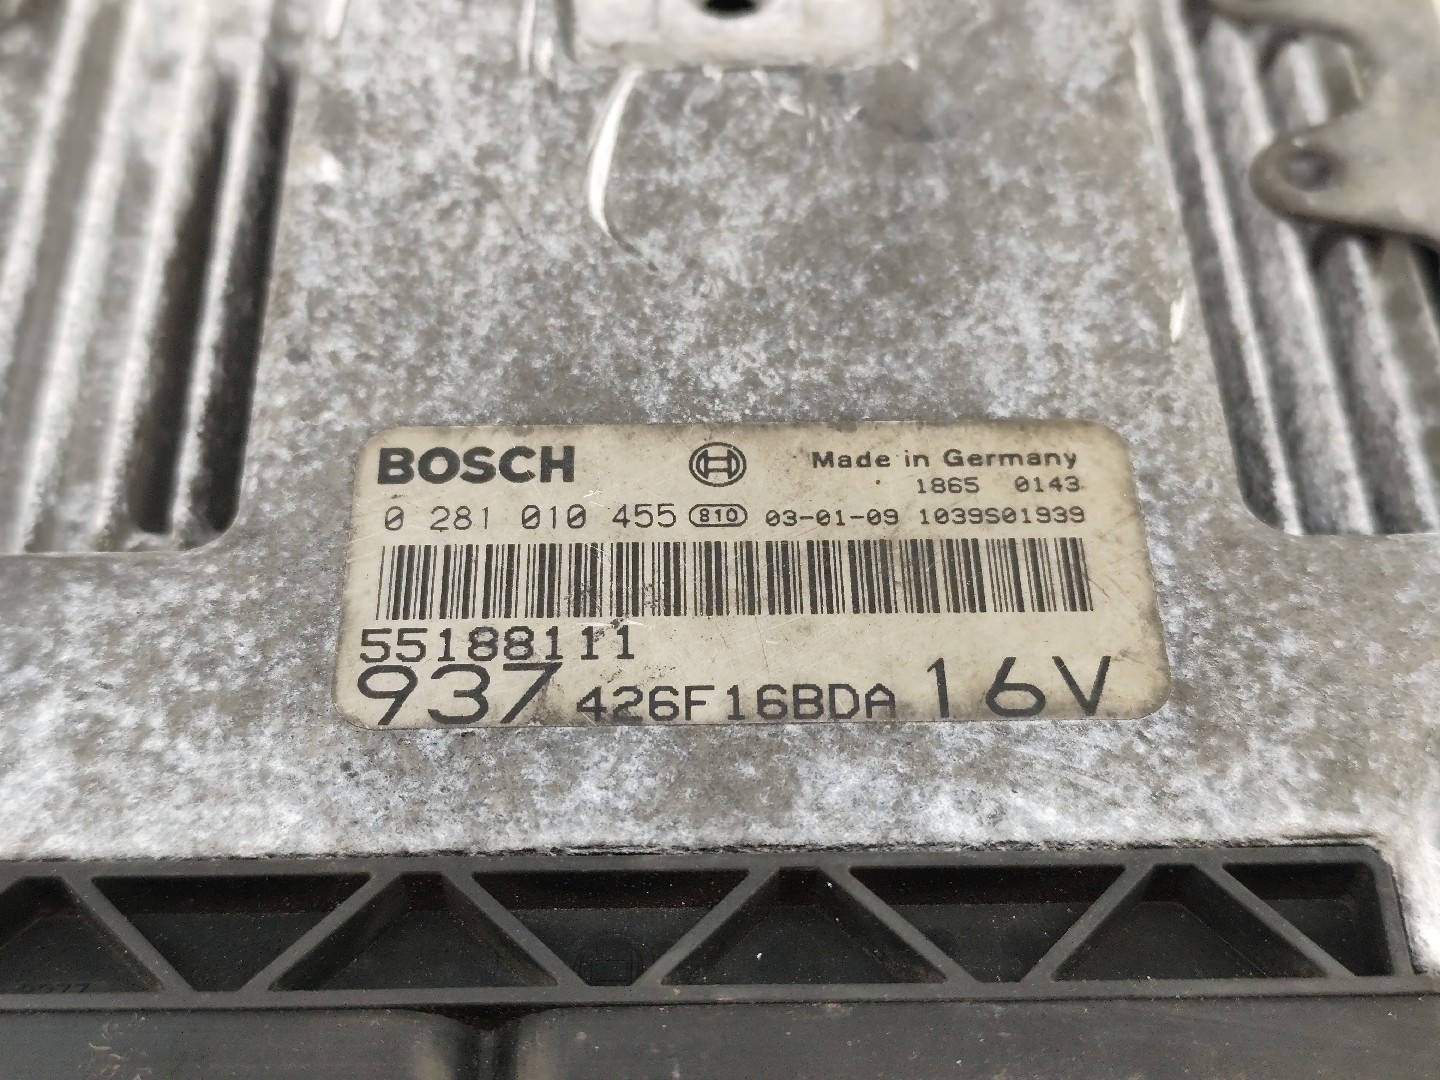 BOSCH Made in Germany
1865 0143
0 281 010 455 810 03-01-09 1039S01939
55188111
937 426F16BDA 16V